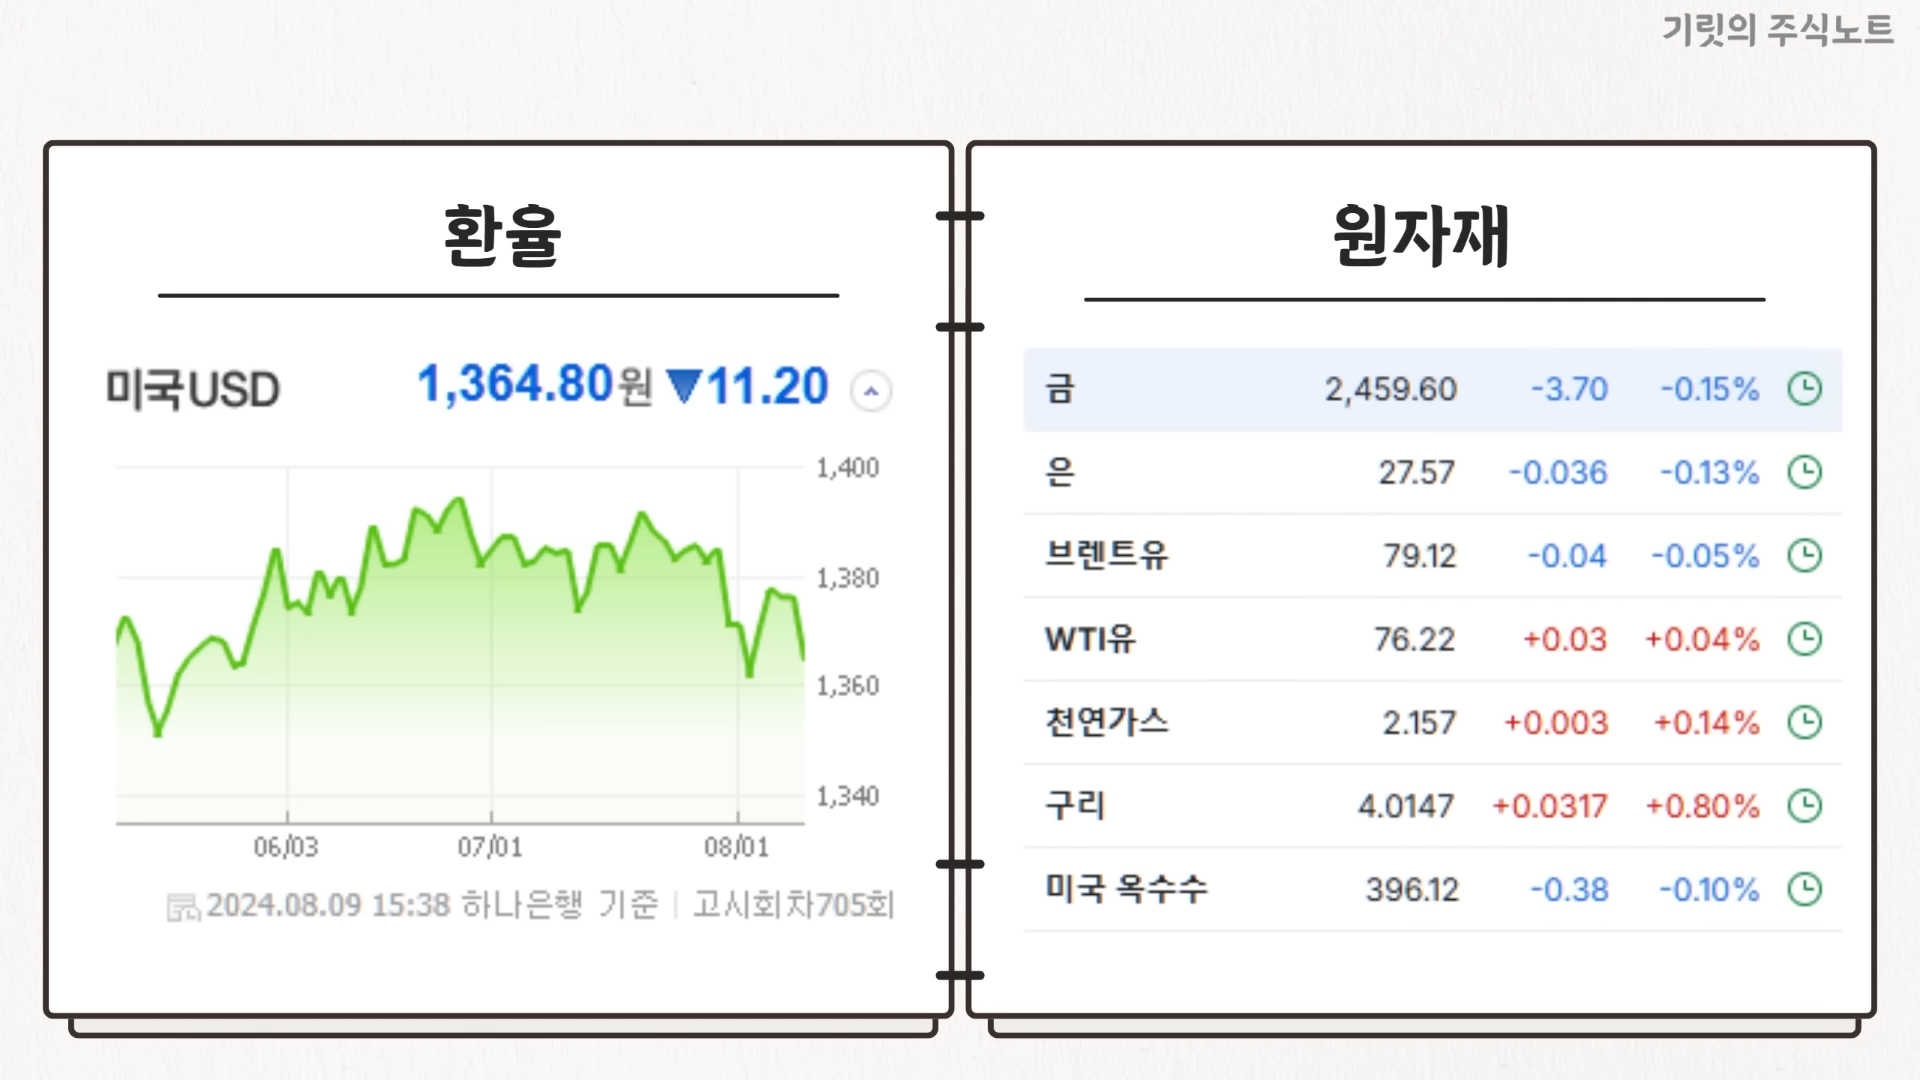 기릿의 주식노트
환율
미국USD 1,364.80원 ▼11.20
1,400
1,380
1,360
1,340
06/03 07/01 08/01
2024.08.09 15:38 하나은행 기준 | 고시회차705회
원자재
금 2,459.60 -3.70 -0.15%
은 27.57 -0.036 -0.13%
브렌트유 79.12 -0.04 -0.05%
WTI유 76.22 +0.03 +0.04%
천연가스 2.157 +0.003 +0.14%
구리 4.0147 +0.0317 +0.80%
미국 옥수수 396.12 -0.38 -0.10%